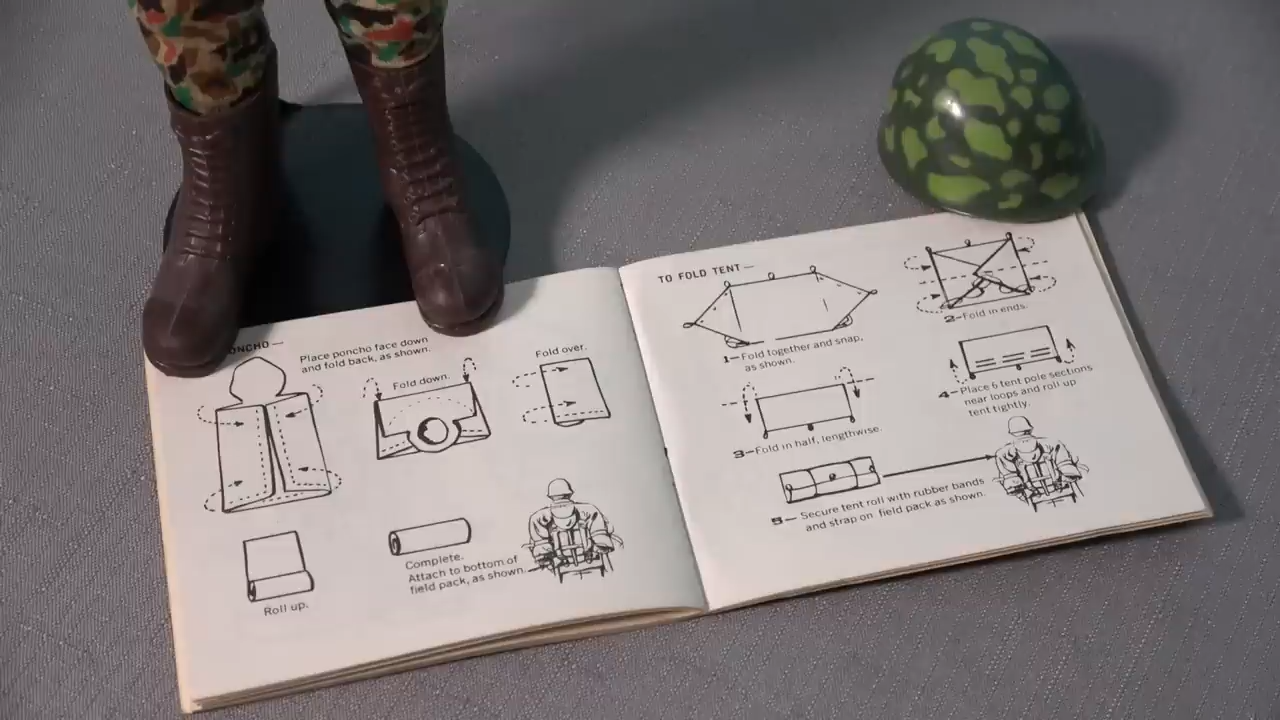 ONCHO—
Place poncho face down
and fold back, as shown.
Fold down.
Fold over.
Roll up.
Complete.
Attach to bottom of
field pack, as shown.
TO FOLD TENT—
1—Fold together and snap,
as shown.
2—Fold in ends.
3—Fold in half, lengthwise.
4—Place 6 tent pole sections
near loops and roll up
tent tightly.
5—Secure tent roll with rubber bands
and strap on field pack as shown.